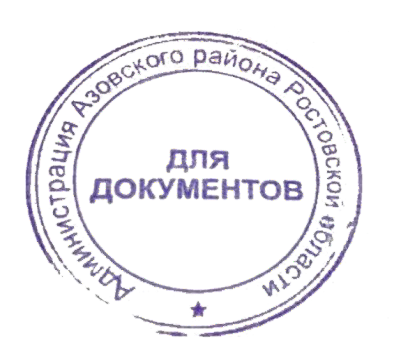 Администрация Азовского района Ростовской области
ДЛЯ
ДОКУМЕНТОВ